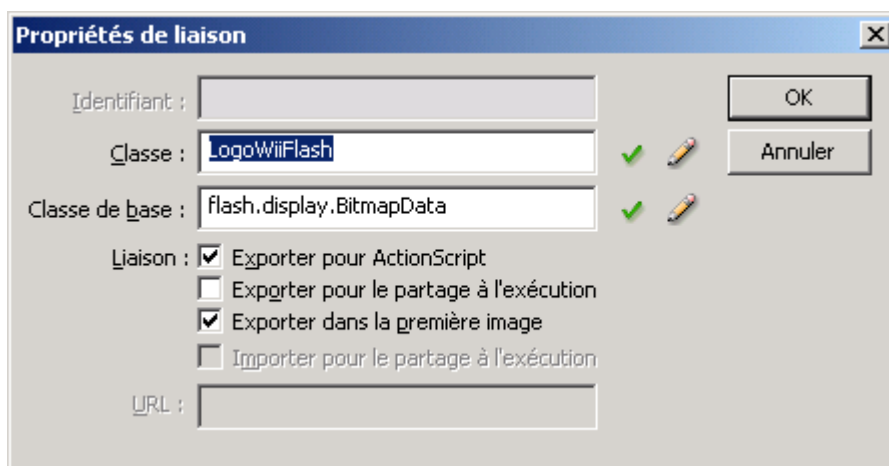 Propriétés de liaison
Identifiant :
OK
Classe : LogoWiiFlash
Annuler
Classe de base : flash.display.BitmapData
Liaison : Exporter pour ActionScript
Exporter pour le partage à l'exécution
Exporter dans la première image
Importer pour le partage à l'exécution
URL :